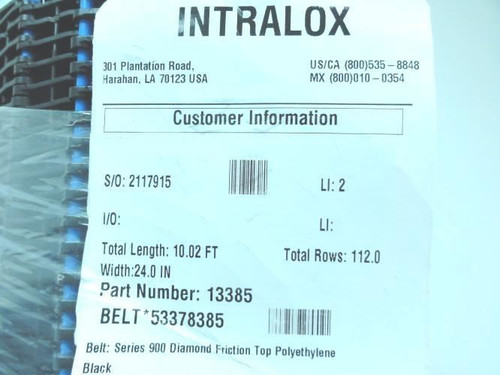 INTRALOX
301 Plantation Road, US/CA (800)535-8848
Harahan, LA 70123 USA MX (800)010-0354
Customer Information
S/O: 2117915 LI: 2
I/O: LI:
Total Length: 10.02 FT Total Rows: 112.0
Width:24.0 IN
Part Number: 13385
BELT*53378385
Belt: Series 900 Diamond Friction Top Polyethylene
Black